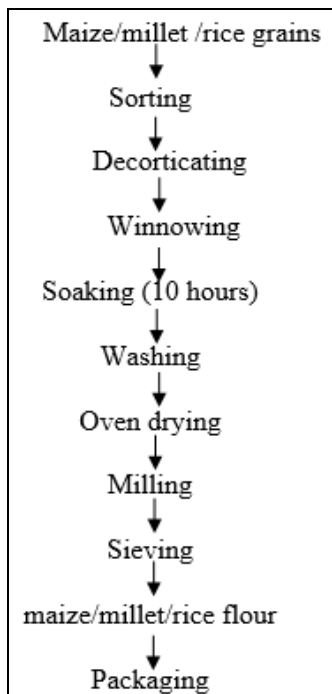 Maize/millet /rice grains
Sorting
Decorticating
Winnowing
Soaking (10 hours)
Washing
Oven drying
Milling
Sieving
maize/millet/rice flour
Packaging